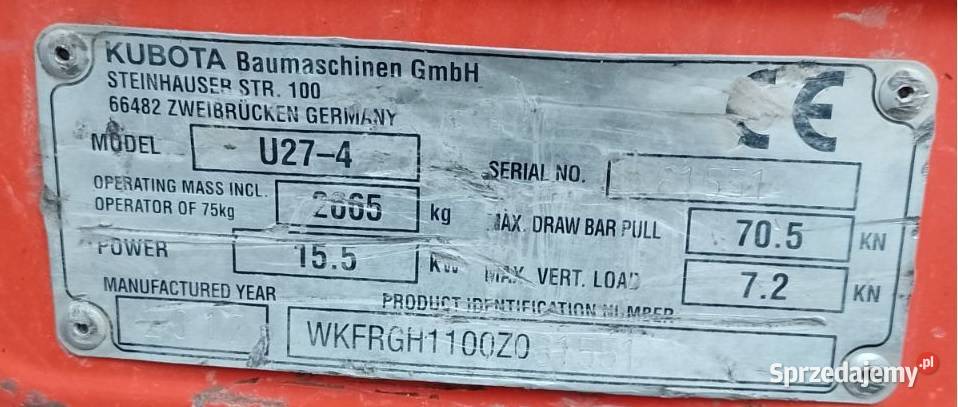 KUBOTA Baumaschinen GmbH
STEINHAUSER STR. 100
66482 ZWEIBRÜCKEN GERMANY
CE
MODEL U27-4
SERIAL NO.
OPERATING MASS INCL. OPERATOR OF 75kg 2665 kg
MAX. DRAW BAR PULL 70.5 KN
POWER 15.5 kW
MAX. VERT. LOAD 7.2 KN
MANUFACTURED YEAR
PRODUCT IDENTIFICATION NUMBER
WKFRGH1100Z0
Sprzedajemy.pl